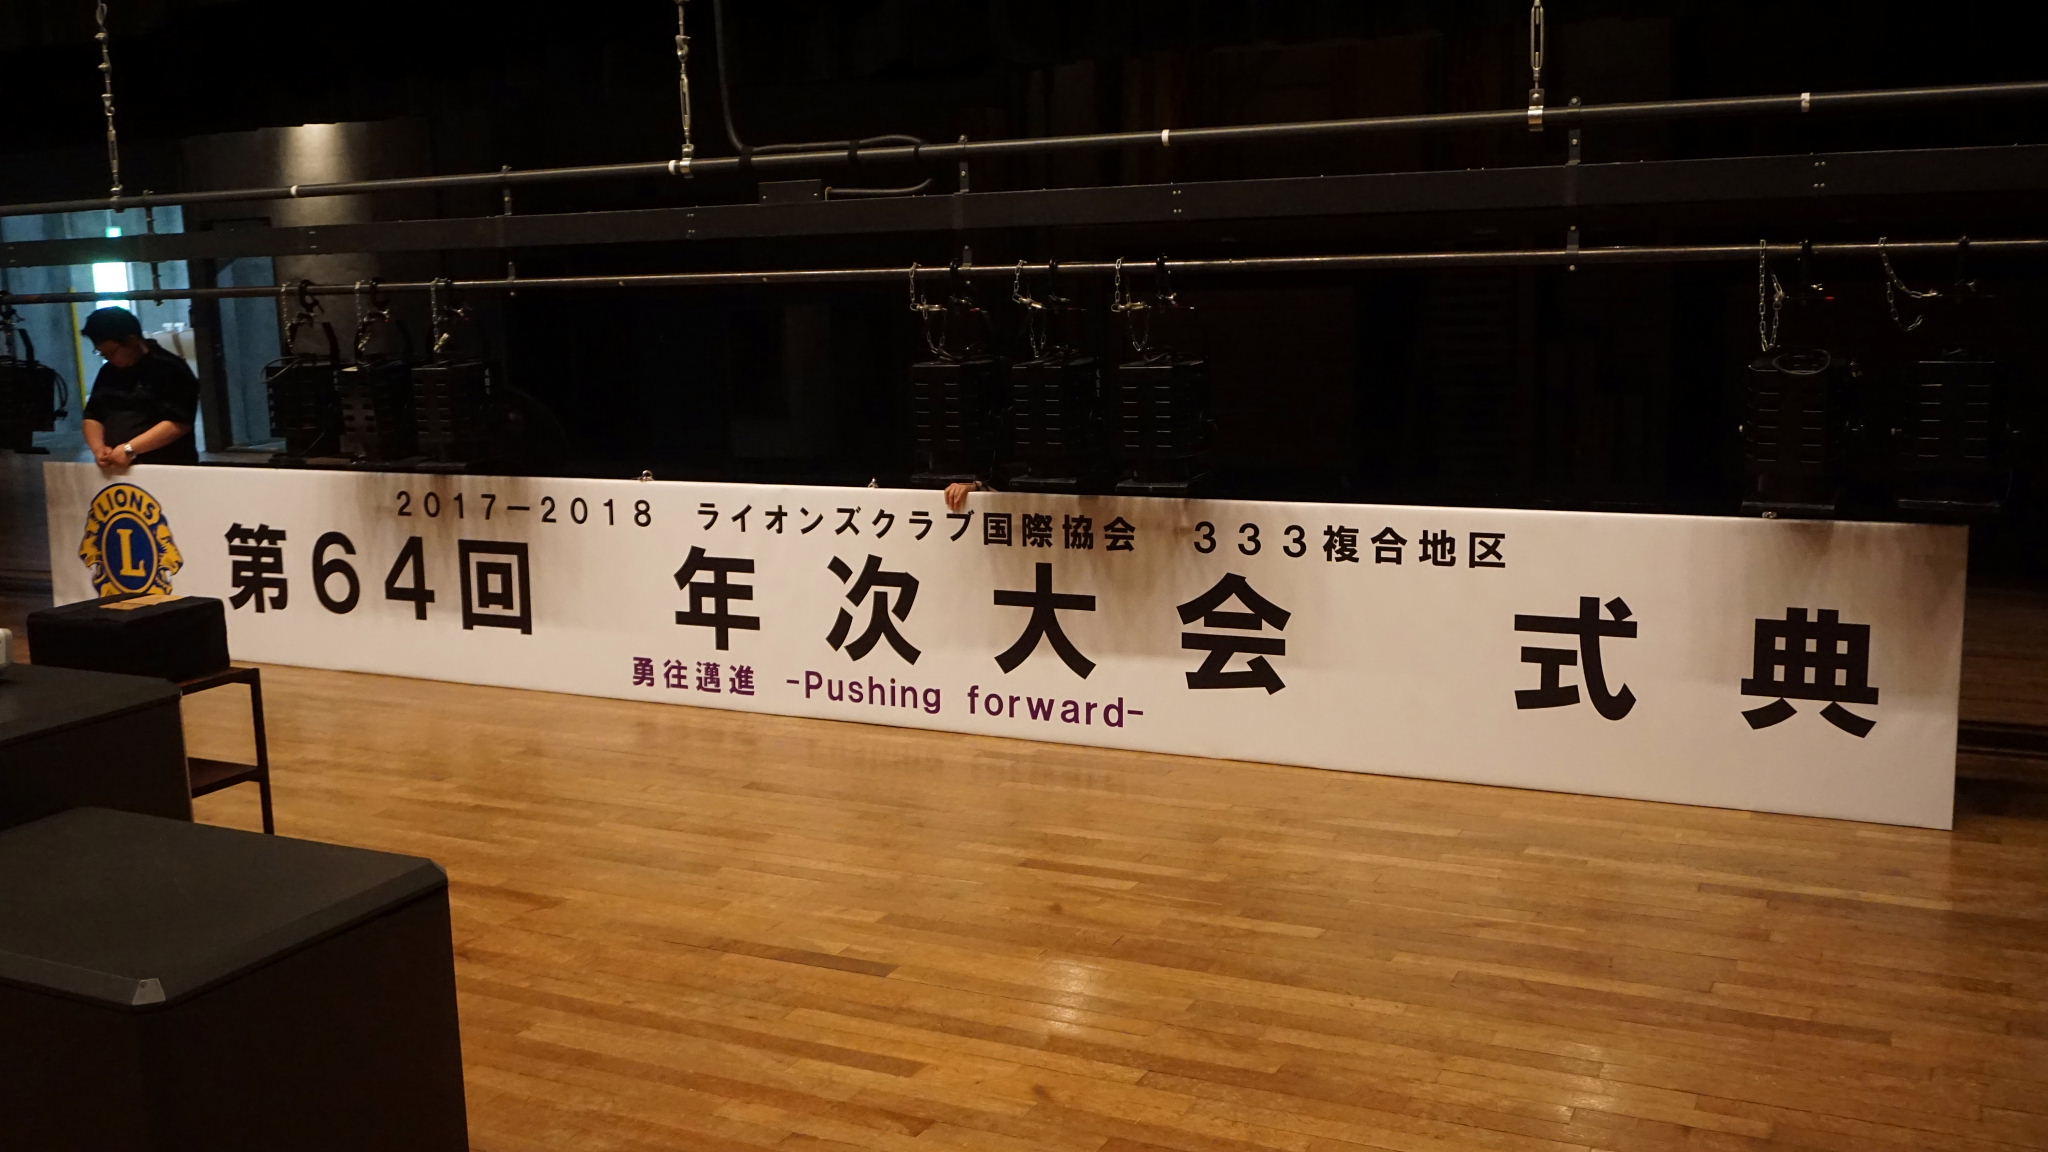 LIONS
L
2017－2018　ライオンズクラブ国際協会　333複合地区
第64回　年次大会　式典
勇往邁進　-Pushing forward-